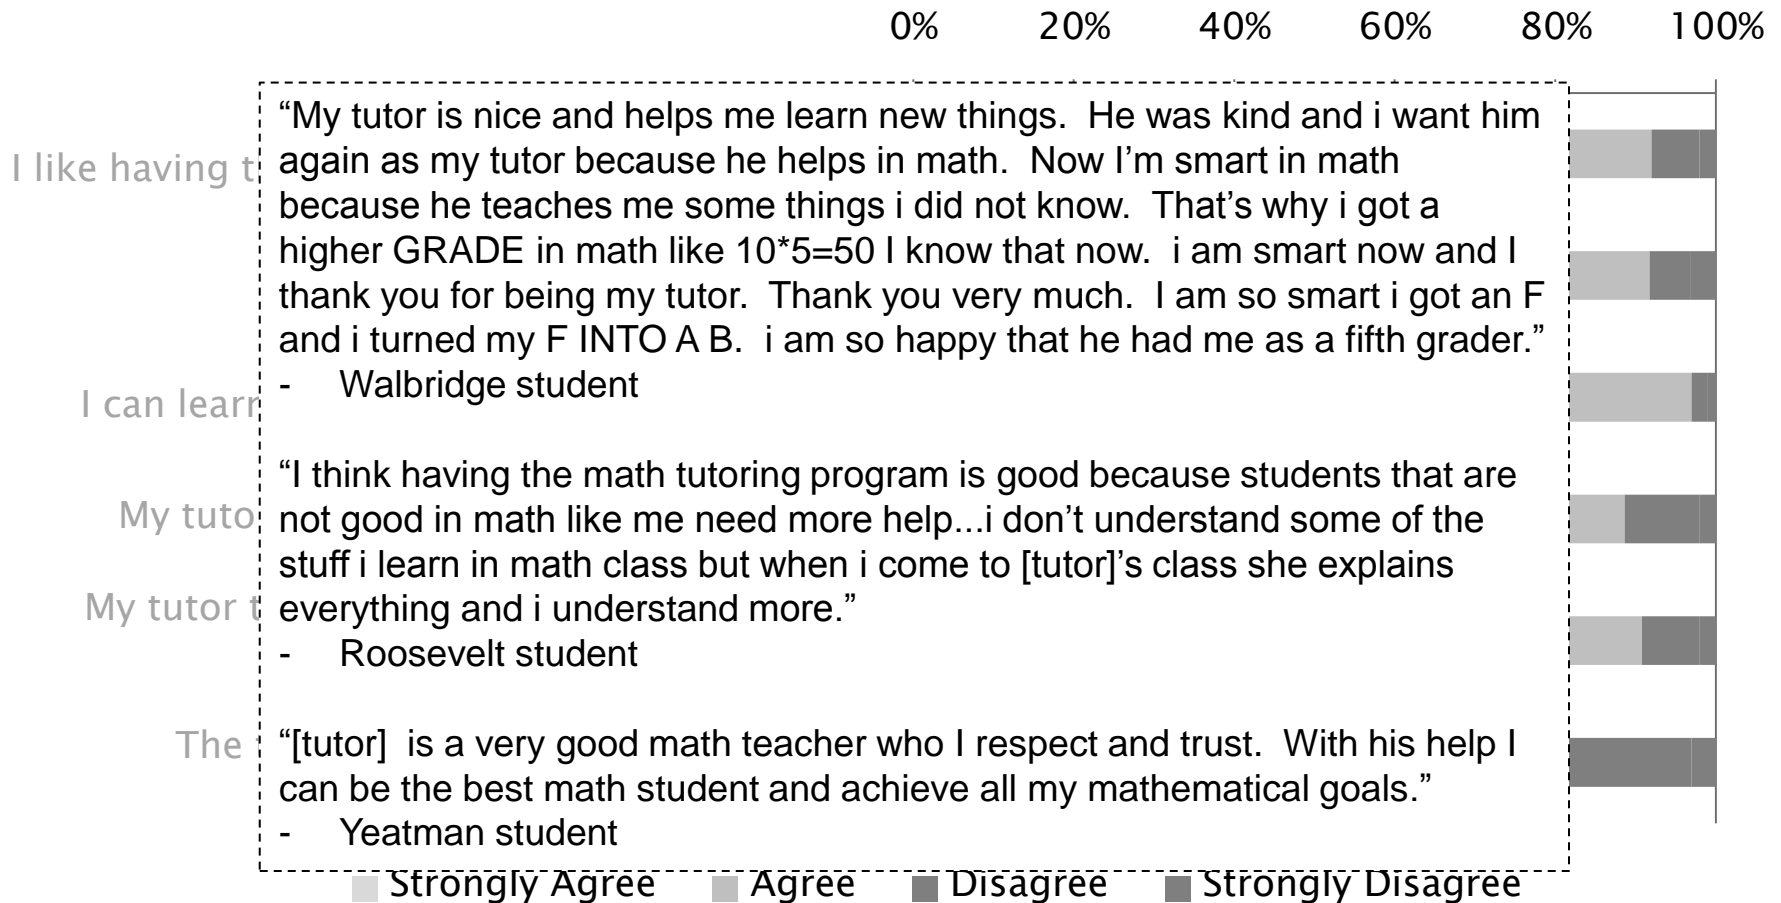 0% 20% 40% 60% 80% 100%
“My tutor is nice and helps me learn new things. He was kind and i want him
I like having
again as my tutor because he helps in math. Now I’m smart in math
because he teaches me some things i did not know. That’s why i got a
higher GRADE in math like 10*5=50 I know that now. i am smart now and I
thank you for being my tutor. Thank you very much. I am so smart i got an F
and i turned my F INTO A B. i am so happy that he had me as a fifth grader.”
- Walbridge student
I can learn
“I think having the math tutoring program is good because students that are
My
not good in math like me need more help...i don’t understand some of the
stuff i learn in math class but when i come to [tutor]’s class she explains
My tutor
everything and i understand more.”
- Roosevelt student
The
“[tutor] is a very good math teacher who I respect and trust. With his help I
can be the best math student and achieve all my mathematical goals.”
- Yeatman student
Strongly Agree Agree Disagree Strongly Disagree